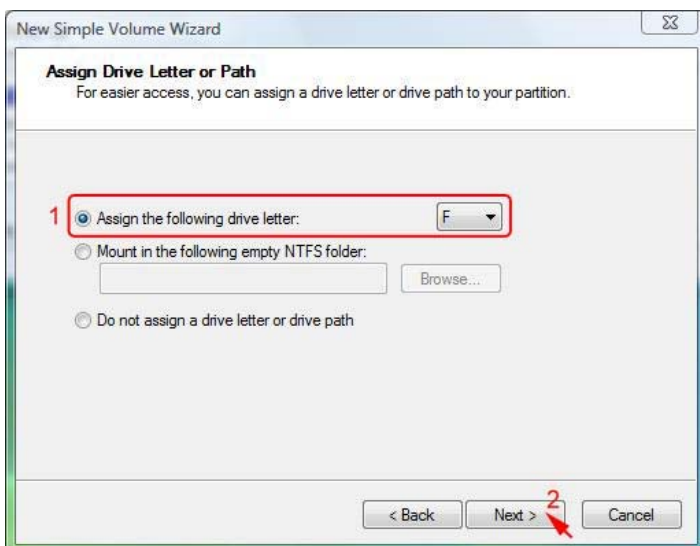 New Simple Volume Wizard
Assign Drive Letter or Path
For easier access, you can assign a drive letter or drive path to your partition.
1
Assign the following drive letter: F
Mount in the following empty NTFS folder:
Browse...
Do not assign a drive letter or drive path
2
< Back Next > Cancel